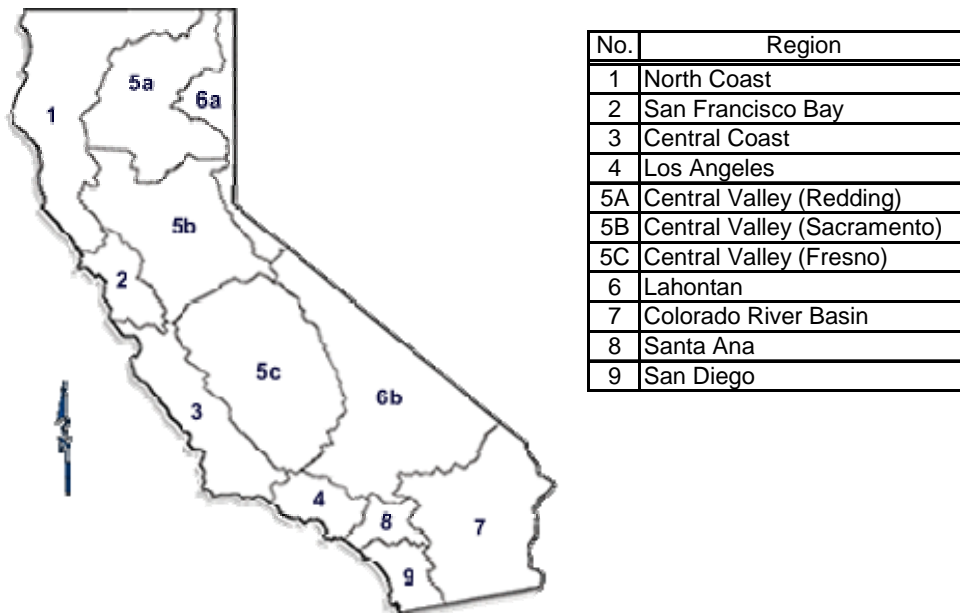 5a
6a
1
5b
2
5c
6b
3
4
8
7
9
No. Region
1 North Coast
2 San Francisco Bay
3 Central Coast
4 Los Angeles
5A Central Valley (Redding)
5B Central Valley (Sacramento)
5C Central Valley (Fresno)
6 Lahontan
7 Colorado River Basin
8 Santa Ana
9 San Diego